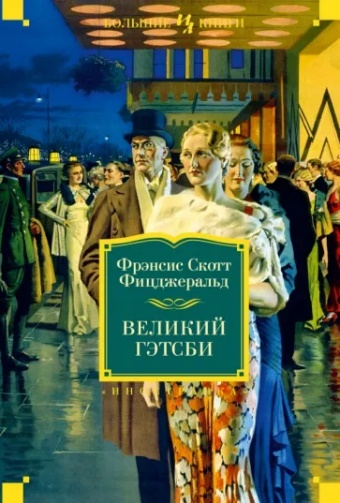 БОЛЬШИЕ КНИГИ
Фрэнсис Скотт
Фицджеральд
ВЕЛИКИЙ
ГЭТСБИ